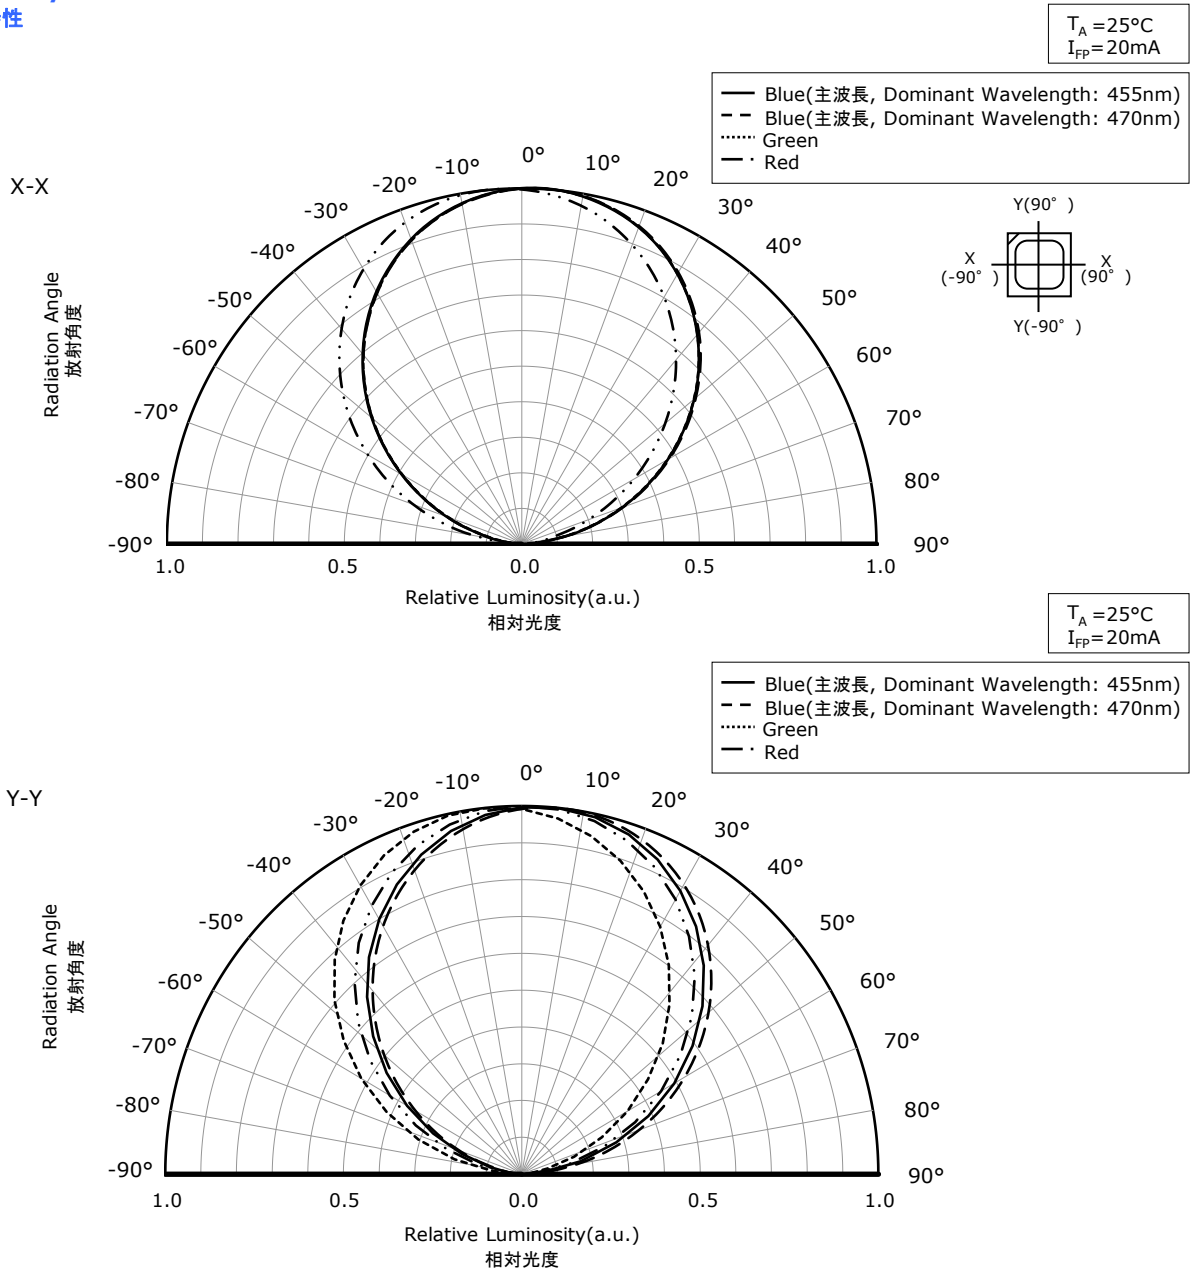 性
T_A =25°C
I_FP=20mA
Blue(主波長, Dominant Wavelength: 455nm)
Blue(主波長, Dominant Wavelength: 470nm)
Green
Red
X-X
-90°
-80°
-70°
-60°
-50°
-40°
-30°
-20°
-10°
0°
10°
20°
30°
40°
50°
60°
70°
80°
90°
Radiation Angle
放射角度
Y(90° )
X
(-90° )
X
(90° )
Y(-90° )
1.0
0.5
0.0
0.5
1.0
Relative Luminosity(a.u.)
相対光度
T_A =25°C
I_FP=20mA
Blue(主波長, Dominant Wavelength: 455nm)
Blue(主波長, Dominant Wavelength: 470nm)
Green
Red
Y-Y
-90°
-80°
-70°
-60°
-50°
-40°
-30°
-20°
-10°
0°
10°
20°
30°
40°
50°
60°
70°
80°
90°
Radiation Angle
放射角度
1.0
0.5
0.0
0.5
1.0
Relative Luminosity(a.u.)
相対光度